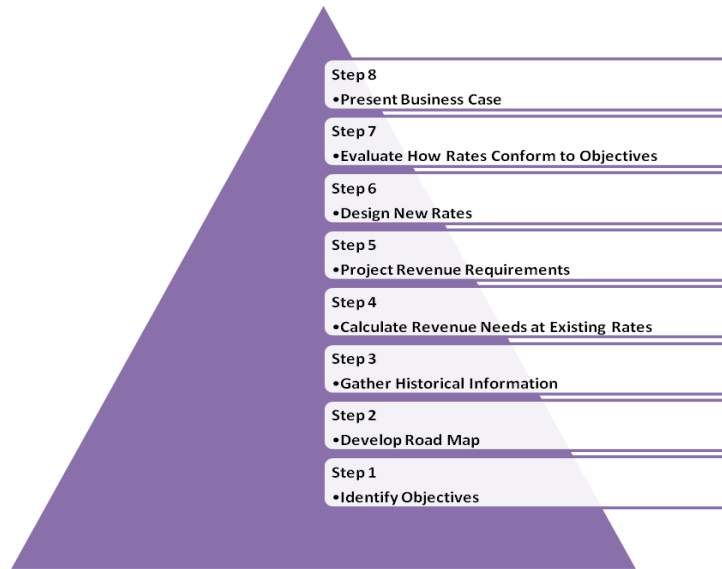 Step 8
•Present Business Case
Step 7
•Evaluate How Rates Conform to Objectives
Step 6
•Design New Rates
Step 5
•Project Revenue Requirements
Step 4
•Calculate Revenue Needs at Existing Rates
Step 3
•Gather Historical Information
Step 2
•Develop Road Map
Step 1
•Identify Objectives